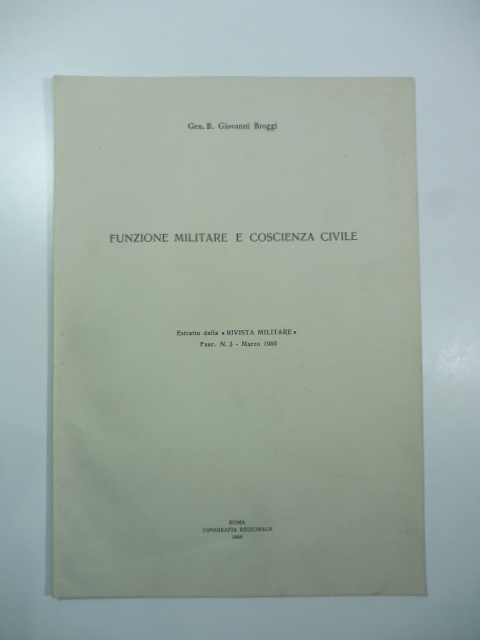 Gen. B. Giovanni Broggi
FUNZIONE MILITARE E COSCIENZA CIVILE
Estratto dalla « RIVISTA MILITARE »
Fasc. N. 3 - Marzo 1969
ROMA
TIPOGRAFIA REGIONALE
1969